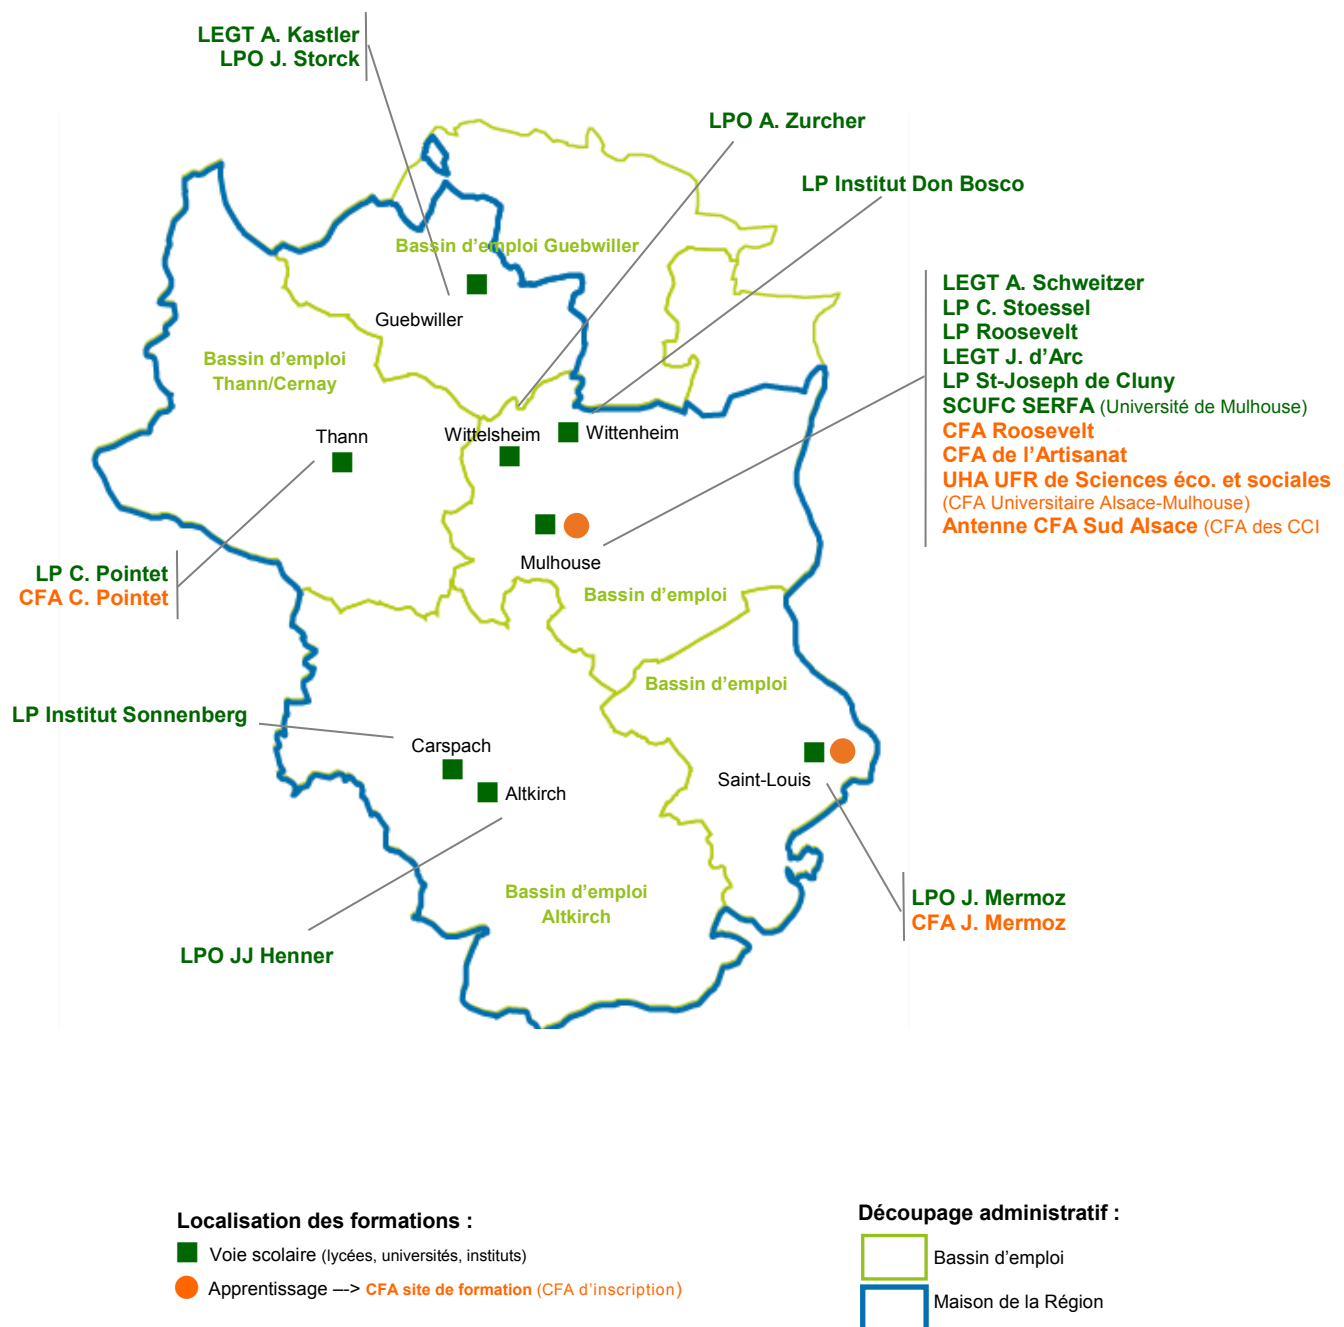 LEGT A. Kastler
LPO J. Storck
LPO A. Zurcher
LP Institut Don Bosco
Bassin d'emploi Guebwiller
LEGT A. Schweitzer
LP C. Stoessel
LP Roosevelt
LEGT J. d'Arc
LP St-Joseph de Cluny
SCUFC SERFA (Université de Mulhouse)
CFA Roosevelt
CFA de l'Artisanat
UHA UFR de Sciences éco. et sociales
(CFA Universitaire Alsace-Mulhouse)
Antenne CFA Sud Alsace (CFA des CCI
Guebwiller
Bassin d'emploi
Thann/Cernay
Thann
Wittelsheim
Wittenheim
Mulhouse
LP C. Pointet
CFA C. Pointet
Bassin d'emploi
Bassin d'emploi
LP Institut Sonnenberg
Carspach
Altkirch
Saint-Louis
Bassin d'emploi
Altkirch
LPO J. Mermoz
CFA J. Mermoz
LPO JJ Henner
Localisation des formations :
Voie scolaire (lycées, universités, instituts)
Apprentissage —-> CFA site de formation (CFA d'inscription)
Découpage administratif :
Bassin d'emploi
Maison de la Région